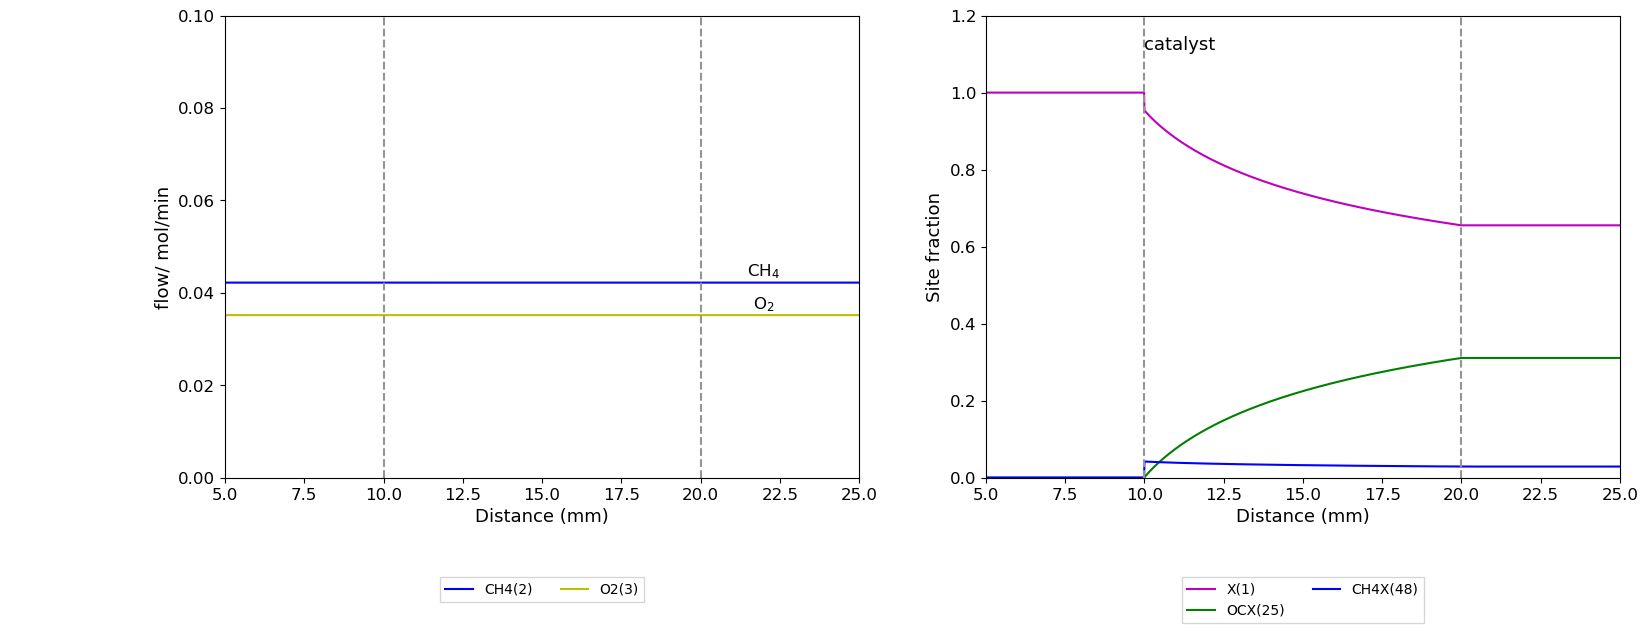 0.10
0.08
0.06
0.04
0.02
0.00
flow/ mol/min
CH₄
O₂
5.0 7.5 10.0 12.5 15.0 17.5 20.0 22.5 25.0
Distance (mm)
CH4(2) O2(3)
1.2
1.0
0.8
0.6
0.4
0.2
0.0
Site fraction
catalyst
5.0 7.5 10.0 12.5 15.0 17.5 20.0 22.5 25.0
Distance (mm)
X(1) CH4X(48)
OCX(25)